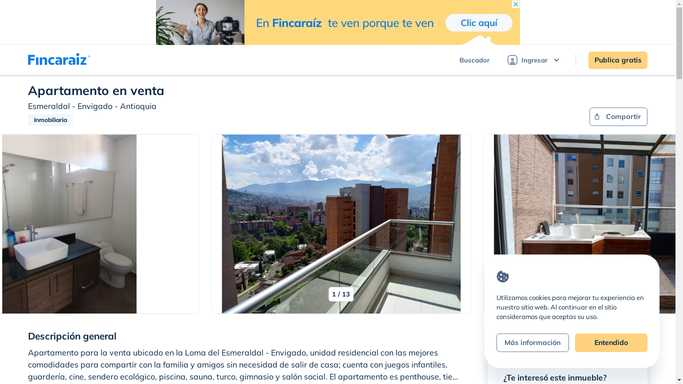 En Fincaraíz te ven porque te ven
Clic aquí
Fincaraiz
Buscador
Ingresar
Publica gratis
Apartamento en venta
Esmeraldal - Envigado - Antioquia
Inmobiliaria
Compartir
1 / 13
Utilizamos cookies para mejorar tu experiencia en
nuestro sitio web. Al continuar en el sitio
consideramos que aceptas su uso.
Más información
Entendido
Descripción general
Apartamento para la venta ubicado en la Loma del Esmeraldal - Envigado, unidad residencial con las mejores
comodidades para compartir con la familia y amigos sin necesidad de salir de casa; cuenta con juegos infantiles,
guardería, cine, sendero ecológico, piscina, sauna, turco, gimnasio y salón social. El apartamento es penthouse, tie...
¿Te interesó este inmueble?